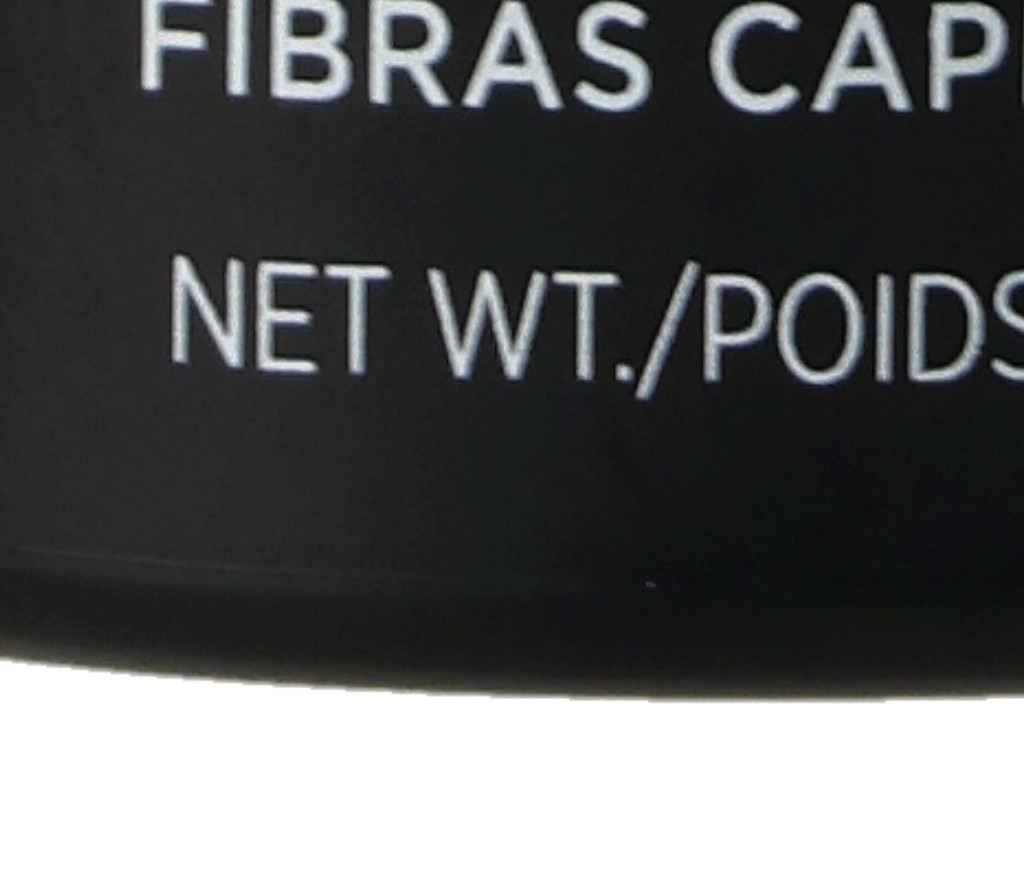 FIBRAS CAP
NET WT./POIDS